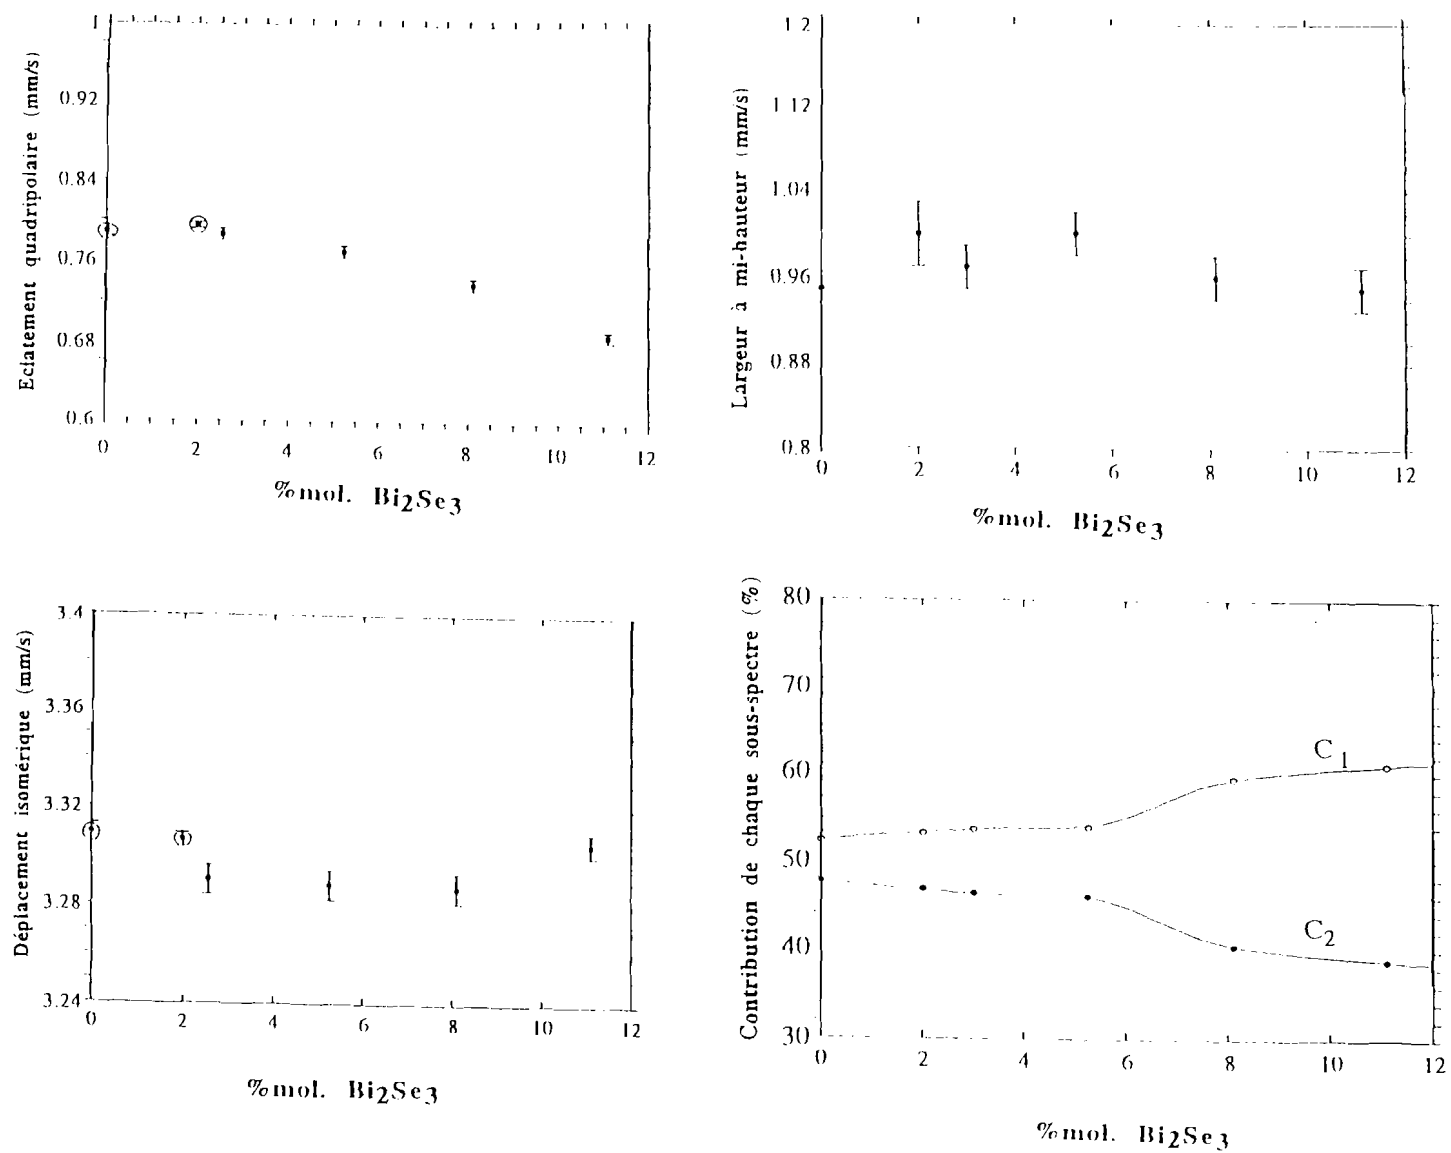 Eclatement quadripolaire (mm/s)
1
0.92
0.84
0.76
0.68
0.6
0 2 4 6 8 10 12
%mol. Bi2Se3
Largeur à mi-hauteur (mm/s)
1 2
1 12
1.04
0.96
0.88
0.8
0 2 4 6 8 10 12
%mol. Bi2Se3
Déplacement isomérique (mm/s)
3.4
3.36
3.32
3.28
3.24
0 2 4 6 8 10 12
%mol. Bi2Se3
Contribution de chaque sous-spectre (%)
80
70
60
50
40
30
C1
C2
0 2 4 6 8 10 12
%mol. Bi2Se3